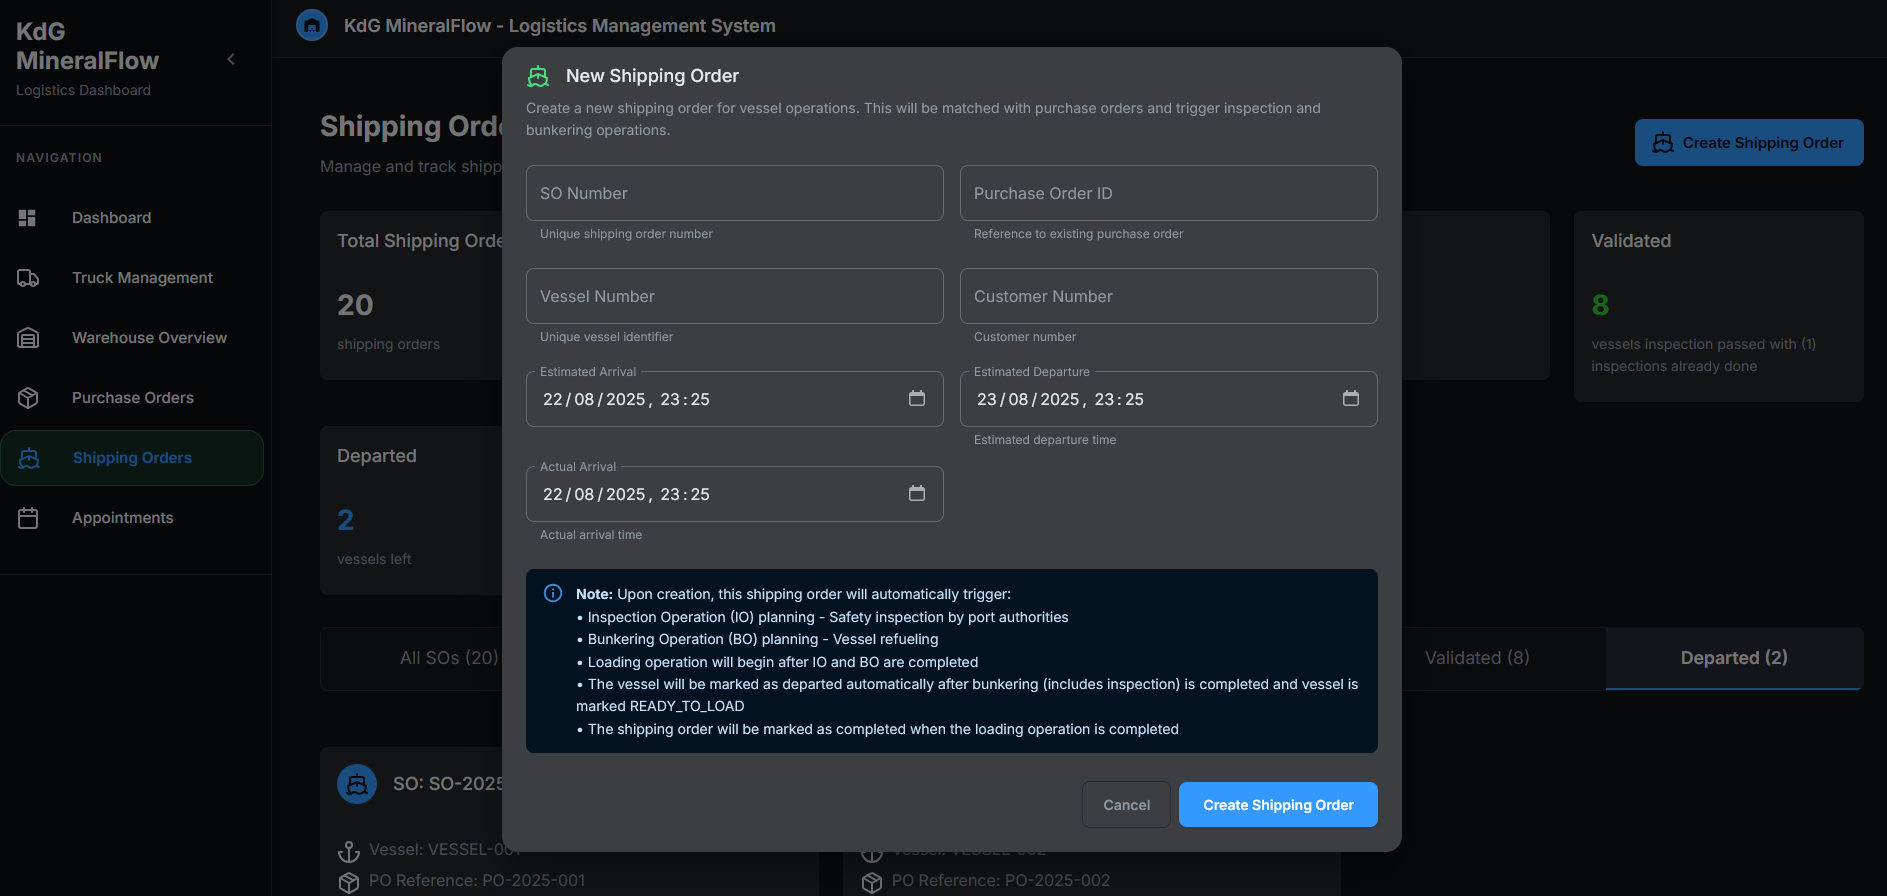 KdG
MineralFlow
Logistics Dashboard
NAVIGATION
Dashboard
Truck Management
Warehouse Overview
Purchase Orders
Shipping Orders
Appointments
KdG MineralFlow - Logistics Management System
Shipping Orde
Manage and track shipp
Create Shipping Order
Total Shipping Orde
20
shipping orders
Validated
8
vessels inspection passed with (1)
inspections already done
Departed
2
vessels left
All SOs (20)
Validated (8)
Departed (2)
SO: SO-2025
Vessel: VESSEL-001
PO Reference: PO-2025-001
Vessel: VESSEL-002
PO Reference: PO-2025-002
New Shipping Order
Create a new shipping order for vessel operations. This will be matched with purchase orders and trigger inspection and
bunkering operations.
SO Number
Unique shipping order number
Purchase Order ID
Reference to existing purchase order
Vessel Number
Unique vessel identifier
Customer Number
Customer number
Estimated Arrival
22/08/2025, 23:25
Estimated Departure
23/08/2025, 23:25
Estimated departure time
Actual Arrival
22/08/2025, 23:25
Actual arrival time
Note: Upon creation, this shipping order will automatically trigger:
• Inspection Operation (IO) planning - Safety inspection by port authorities
• Bunkering Operation (BO) planning - Vessel refueling
• Loading operation will begin after IO and BO are completed
• The vessel will be marked as departed automatically after bunkering (includes inspection) is completed and vessel is
marked READY_TO_LOAD
• The shipping order will be marked as completed when the loading operation is completed
Cancel
Create Shipping Order